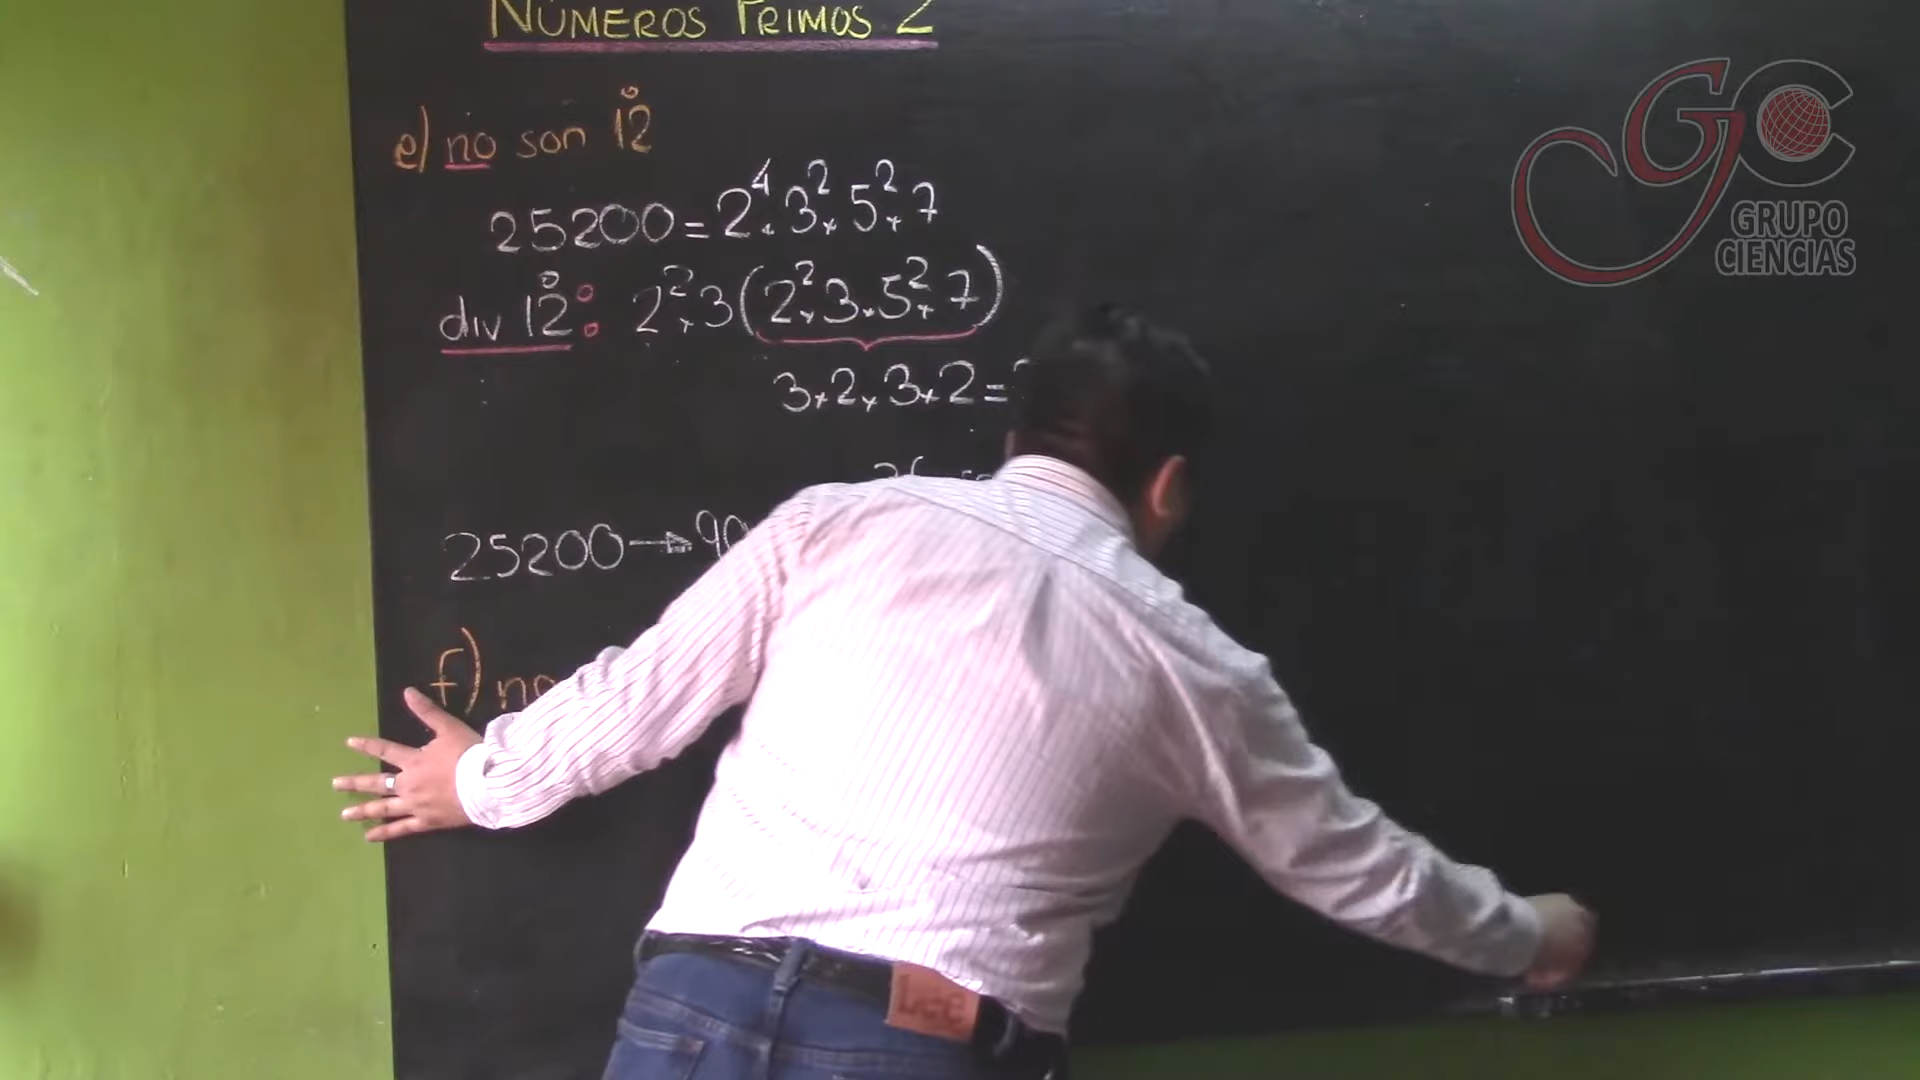 NÚMEROS PRIMOS 2
e) no son 12°
25200 = 2⁴ × 3² × 5² × 7
div 12° : 2² × 3 (2² × 3 × 5² × 7)
3 × 2 × 3 × 2 =
25200 → 90
f) no
GC
GRUPO
CIENCIAS
Lee